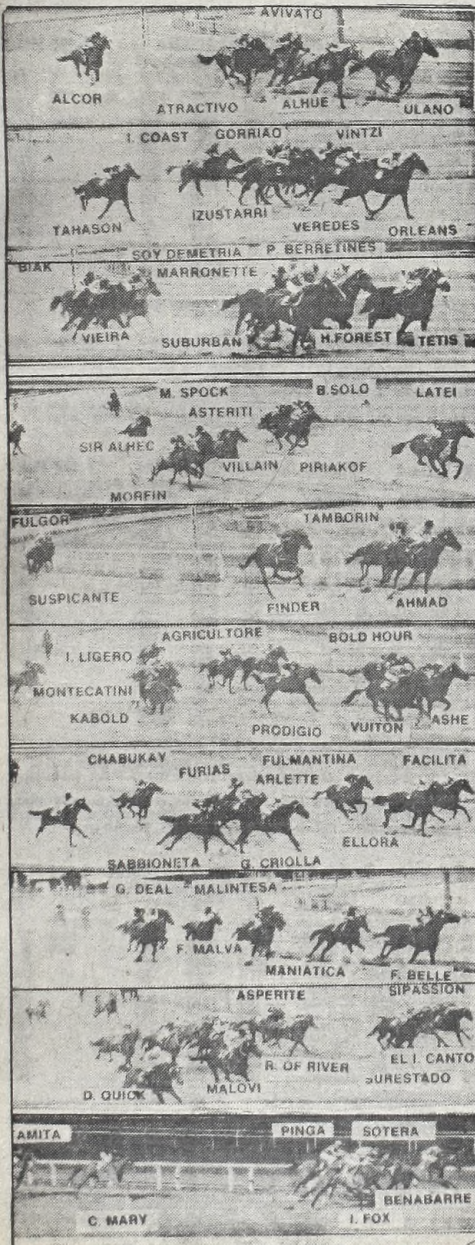 AVIVATO
ALCOR
ATRACTIVO ALHUE ULANO
I. COAST GORRIAO VINTZI
TAHASON IZUSTARRI VEREDES ORLEANS
SOY DEMETRIA P. BERRETINES
BIAK MARRONETTE
VIEIRA SUBURBAN H.FOREST TETIS
M. SPOCK B.SOLO LATEI
ASTERITI
SIR ALHEC VILLAIN PIRIAKOF
MORFIN
FULGOR TAMBORIN
SUSPICANTE FINDER AHMAD
AGRICULTORE BOLD HOUR
I. LIGERO
MONTECATINI
KABOLD PRODIGIO VUITON ASHE
CHABUKAY FURIAS FULMANTINA FACILITA
ARLETTE
ELLORA
SABBIONETA G. CRIOLLA
G. DEAL MALINTESA
F. MALVA
MANIATICA F. BELLE
SIPASSION
ASPERITE
R. OF RIVER EL I. CANTO
D. QUICK MALOVI SURESTADO
AMITA PINGA SOTERA
BENABARRE
C. MARY I. FOX